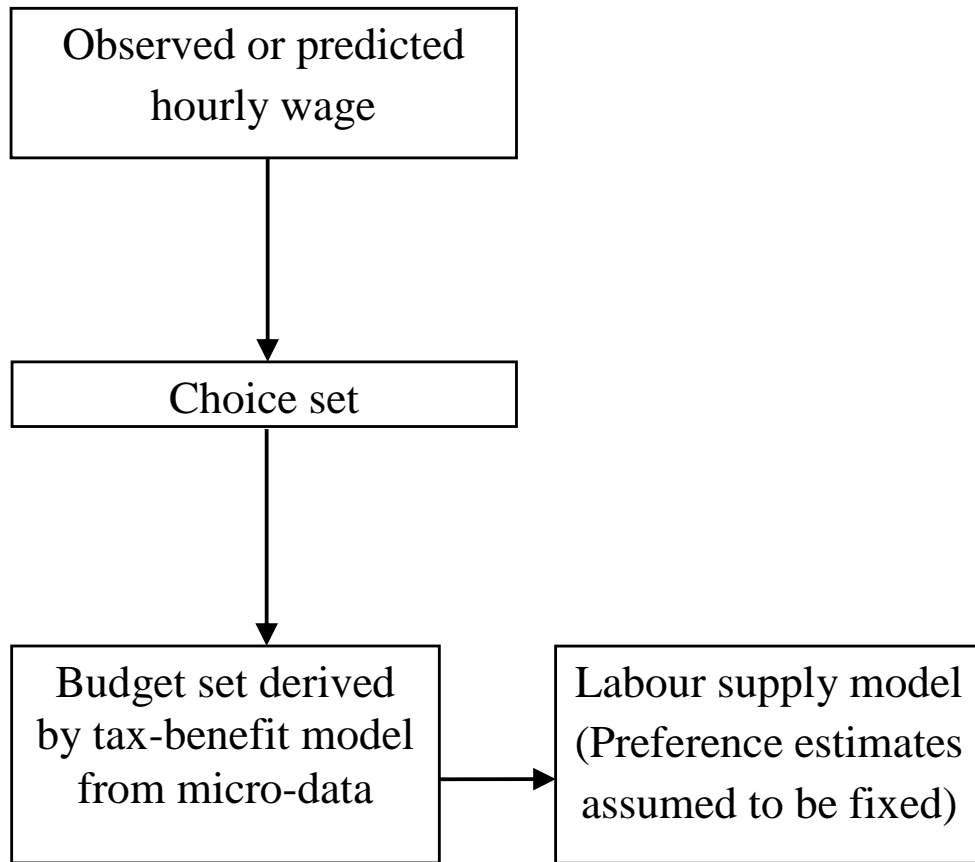 Observed or predicted
hourly wage
Choice set
Budget set derived
by tax-benefit model
from micro-data
Labour supply model
(Preference estimates
assumed to be fixed)